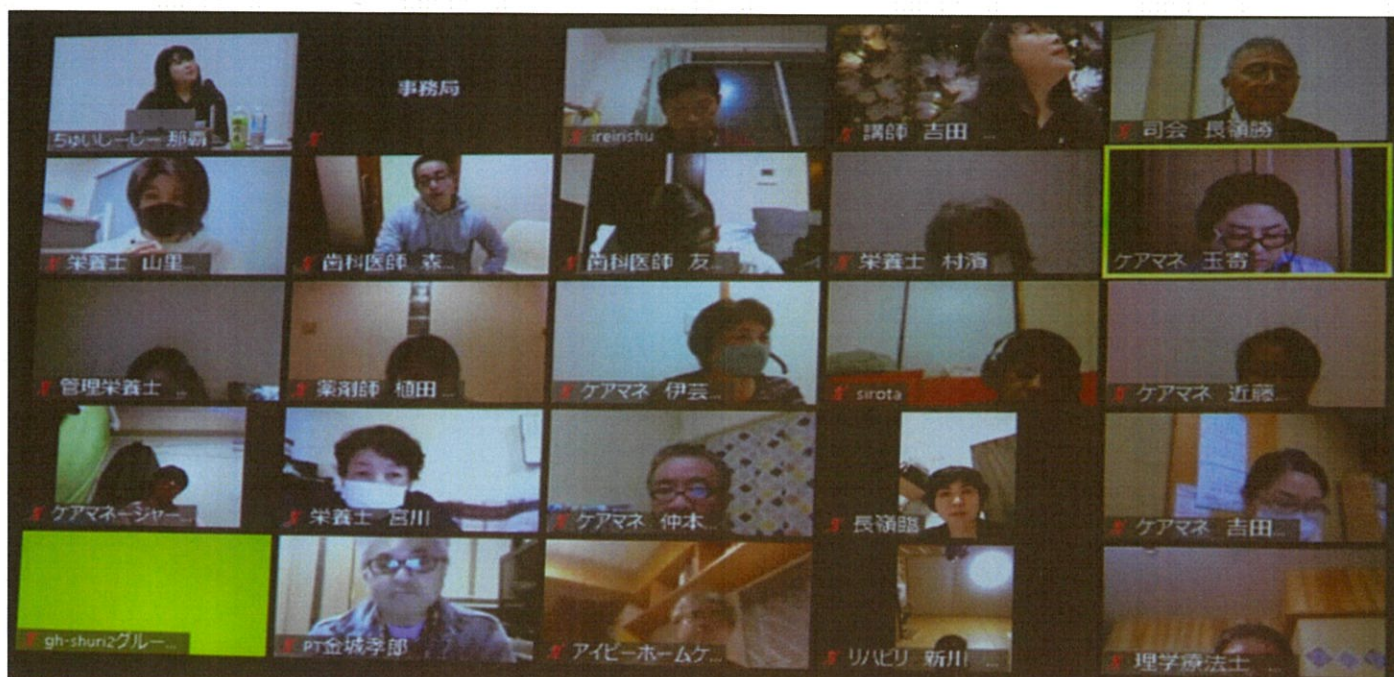 ちゅいしーじー 那覇
事務局
ireirishu
講師 吉田 ...
司会 長嶺勝
栄養士 山里...
歯科医師 森...
歯科医師 友...
栄養士 村濱
ケアマネ 玉寄
管理栄養士 ...
薬剤師 植田
ケアマネ 伊芸...
sirota
ケアマネ 近藤
ケアマネージャー...
栄養士 宮川
ケアマネ 仲本...
長嶺臨
ケアマネ 吉田...
gh-shuri2グルー...
PT金城孝郎
アイビーホームケ...
リハビリ 新川 ...
理学療法士 ...